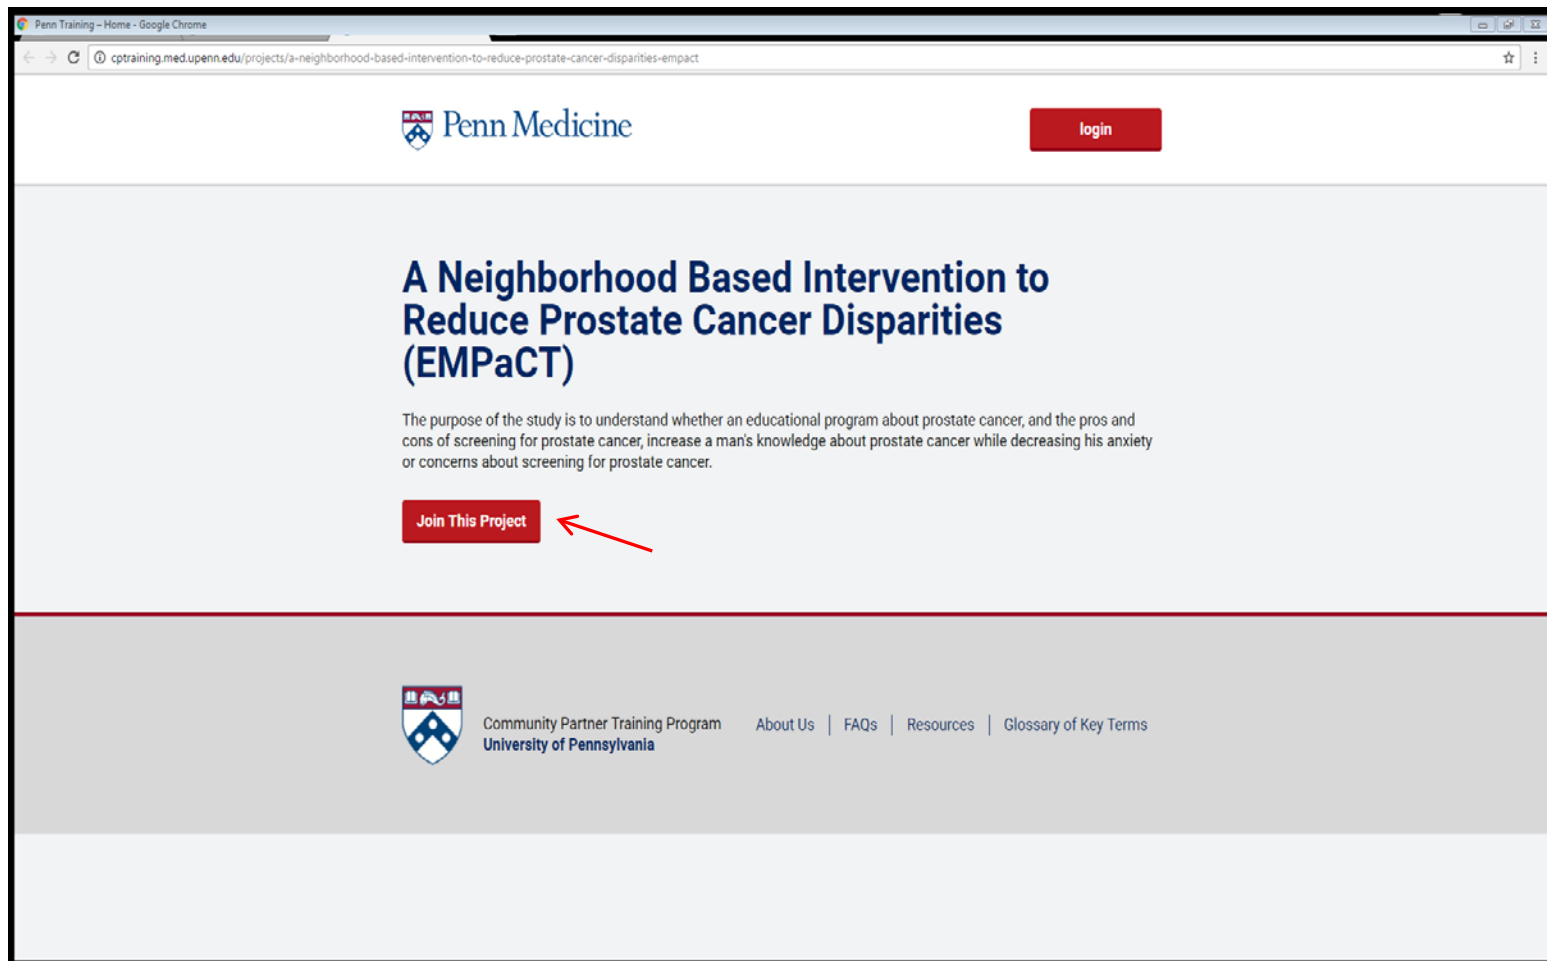 Penn Training – Home - Google Chrome
cptraining.med.upenn.edu/projects/a-neighborhood-based-intervention-to-reduce-prostate-cancer-disparities-empact
Penn Medicine
login
A Neighborhood Based Intervention to
Reduce Prostate Cancer Disparities
(EMPaCT)
The purpose of the study is to understand whether an educational program about prostate cancer, and the pros and
cons of screening for prostate cancer, increase a man's knowledge about prostate cancer while decreasing his anxiety
or concerns about screening for prostate cancer.
Join This Project
Community Partner Training Program
University of Pennsylvania
About Us | FAQs | Resources | Glossary of Key Terms